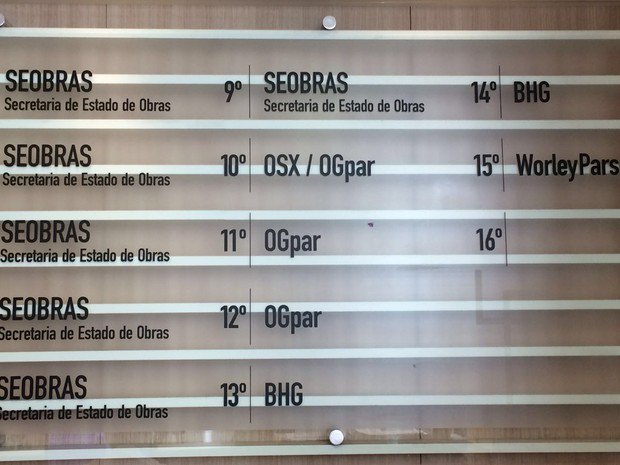 SEOBRAS
Secretaria de Estado de Obras
SEOBRAS
Secretaria de Estado de Obras
SEOBRAS
Secretaria de Estado de Obras
SEOBRAS
Secretaria de Estado de Obras
SEOBRAS
Secretaria de Estado de Obras
9º SEOBRAS
Secretaria de Estado de Obras
10º OSX / OGpar
11º OGpar
12º OGpar
13º BHG
14º BHG
15º WorleyPars
16º